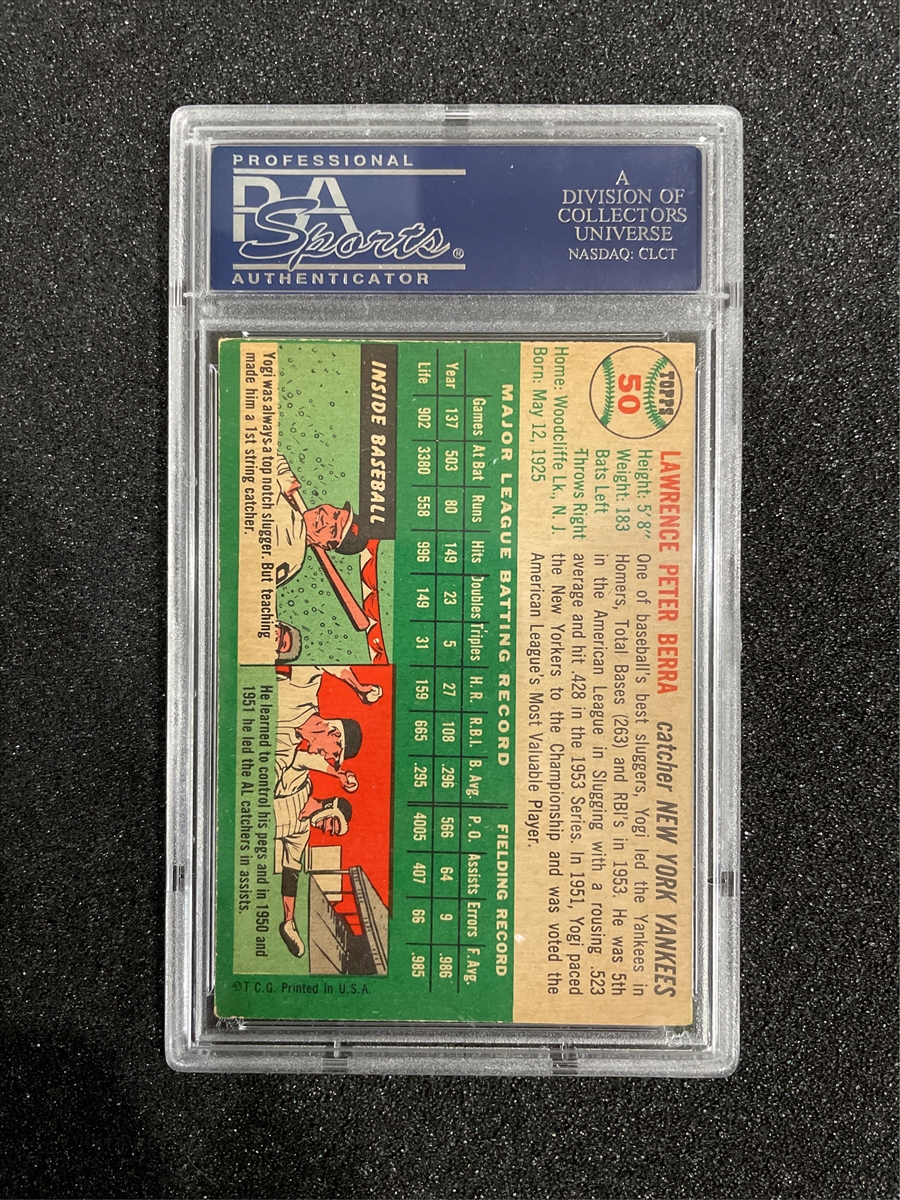 PROFESSIONAL
PSA
Sports®
AUTHENTICATOR
A
DIVISION OF
COLLECTORS
UNIVERSE
NASDAQ: CLCT
TOPPS
50
LAWRENCE PETER BERRA catcher NEW YORK YANKEES
Height: 5'8"
Weight: 183
Bats Left
Throws Right
Home: Woodcliffe Lk., N. J.
Born: May 12, 1925
One of baseball's best sluggers, Yogi led the Yankees in
Homers, Total Bases (263) and RBI's in 1953. He was 5th
in the American League in Slugging with a rousing .523
average and hit .428 in the 1953 Series. In 1951, Yogi paced
the New Yorkers to the Championship and was voted the
American League's Most Valuable Player.
MAJOR LEAGUE BATTING RECORD FIELDING RECORD
Games At Bat Runs Hits Doubles Triples H. R. R.B.I. B. Avg. P. O. Assists Errors F. Avg.
Year 137 503 80 149 23 5 27 108 .296 566 64 9 .986
Life 902 3380 558 996 149 31 159 665 .295 4005 407 66 .985
INSIDE BASEBALL
Yogi was always a top notch slugger. But teaching
made him a 1st string catcher.
He learned to control his pegs and in 1950 and
1951 he led the AL catchers in assists.
©T.C.G. Printed In U.S.A.